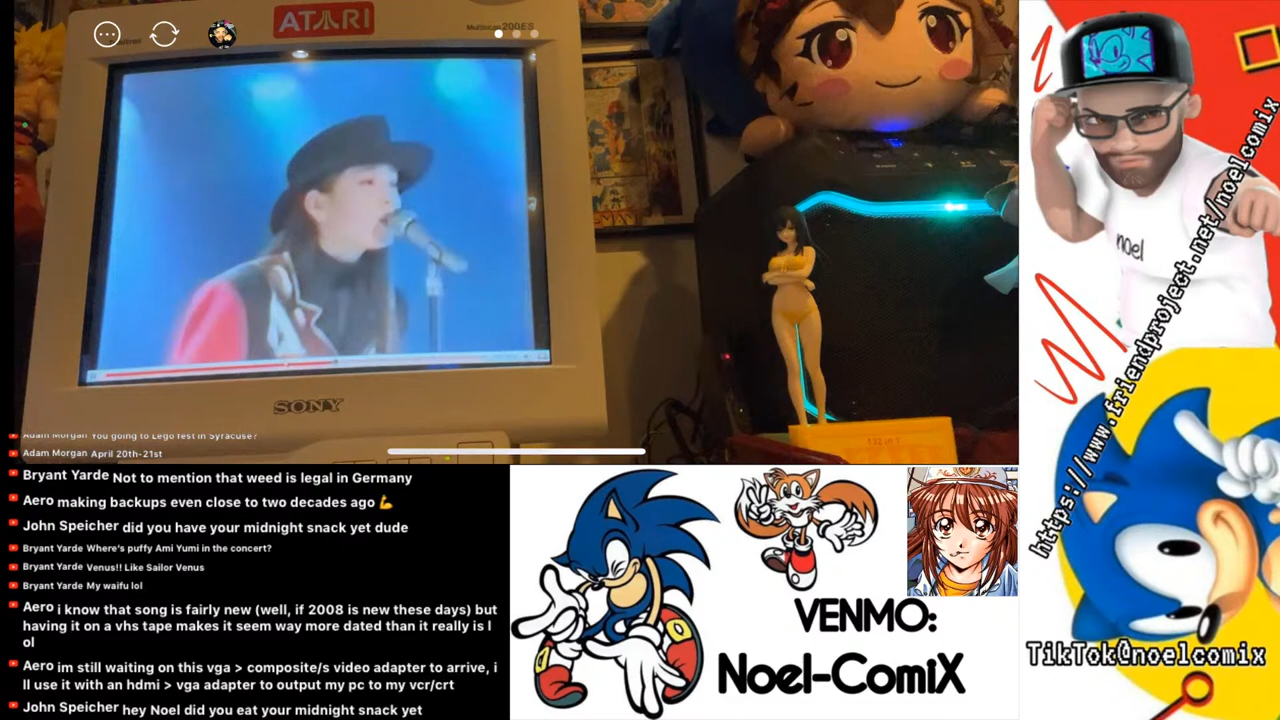 ATARI
Multiscan 200ES
SONY
132 in 1
Adam Morgan You going to Lego fest in Syracuse?
Adam Morgan April 20th-21st
Bryant Yarde Not to mention that weed is legal in Germany
Aero making backups even close to two decades ago 💪
John Speicher did you have your midnight snack yet dude
Bryant Yarde Where's puffy Ami Yumi in the concert?
Bryant Yarde Venus!! Like Sailor Venus
Bryant Yarde My waifu lol
Aero i know that song is fairly new (well, if 2008 is new these days) but
having it on a vhs tape makes it seem way more dated than it really is l
ol
Aero im still waiting on this vga > composite/s video adapter to arrive, i
ll use it with an hdmi > vga adapter to output my pc to my vcr/crt
John Speicher hey Noel did you eat your midnight snack yet
VENMO:
Noel-ComiX
noel
https://www.friendproject.net/noelcomix
TikTok@noelcomix